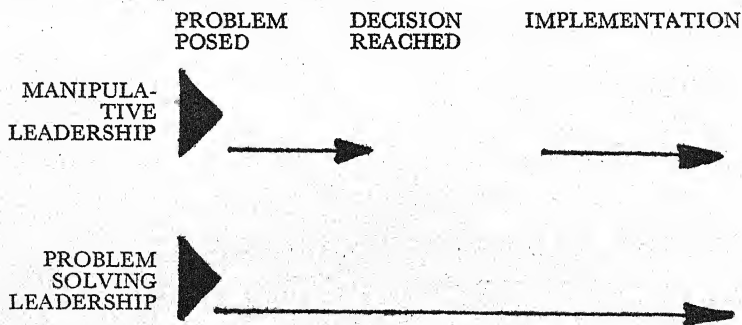 PROBLEM POSED
DECISION REACHED
IMPLEMENTATION
MANIPULA-
TIVE
LEADERSHIP
PROBLEM
SOLVING
LEADERSHIP